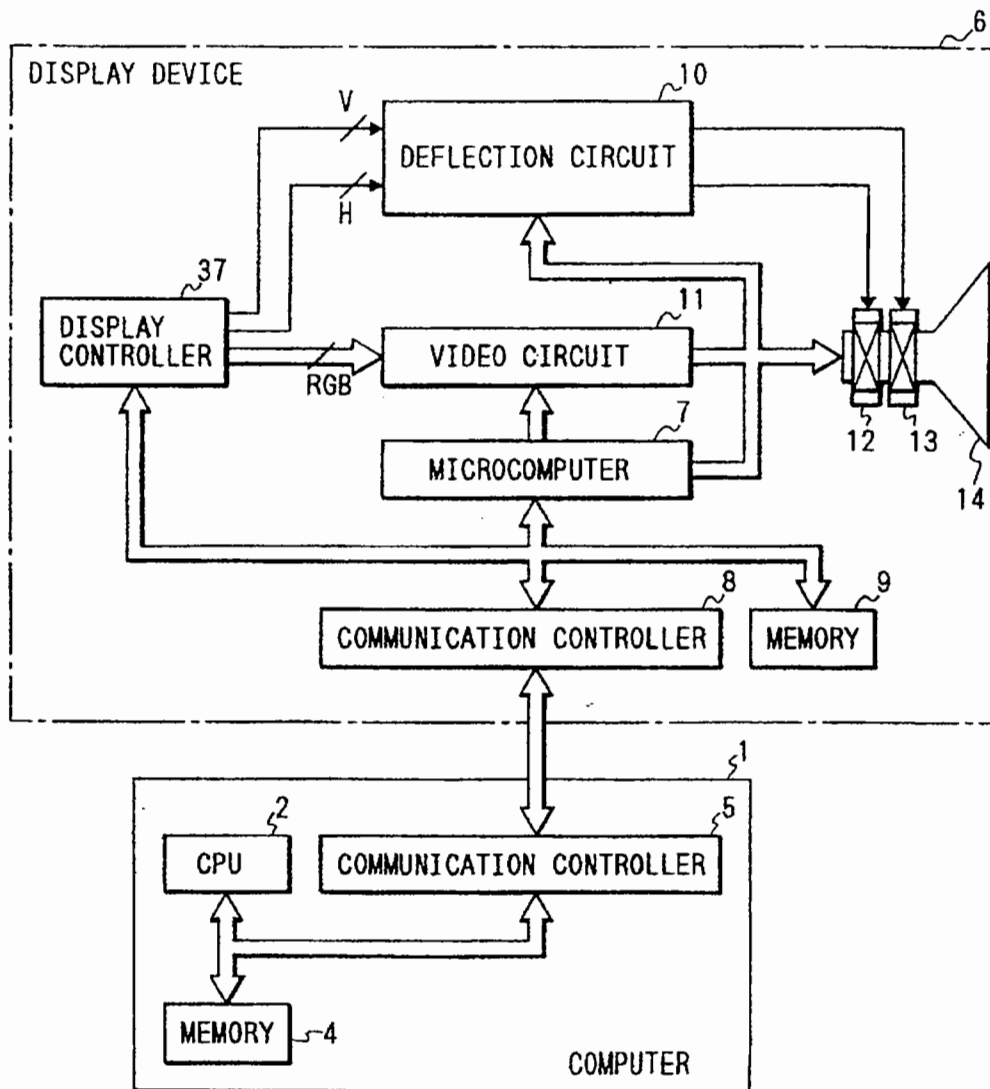 6
DISPLAY DEVICE
10
V
DEFLECTION CIRCUIT
H
37
DISPLAY
CONTROLLER
11
VIDEO CIRCUIT
RGB
12
13
14
7
MICROCOMPUTER
8
COMMUNICATION CONTROLLER
9
MEMORY
1
2
CPU
5
COMMUNICATION CONTROLLER
MEMORY
4
COMPUTER